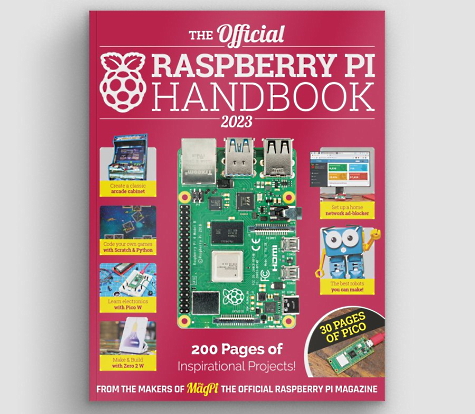 THE Official
RASPBERRY PI
HANDBOOK
2023
Create a classic
arcade cabinet
Code your own games
with Scratch & Python
Learn electronics
with Pico W
Make & Build
with Zero 2 W
Set up a home
network ad-blocker
The best robots
you can make!
HDMI
200 Pages of
Inspirational Projects!
30 PAGES
OF PICO
FROM THE MAKERS OF MagPi THE OFFICIAL RASPBERRY PI MAGAZINE